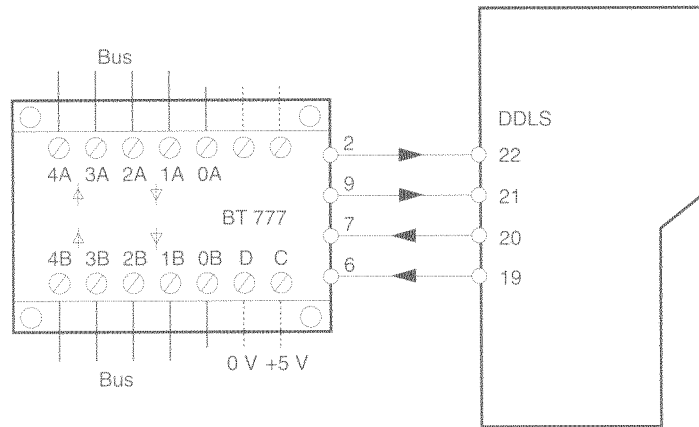 Bus
DDLS
2
22
4A 3A 2A 1A 0A
9
21
BT 777
7
20
4B 3B 2B 1B 0B D C
6
19
0 V +5 V
Bus